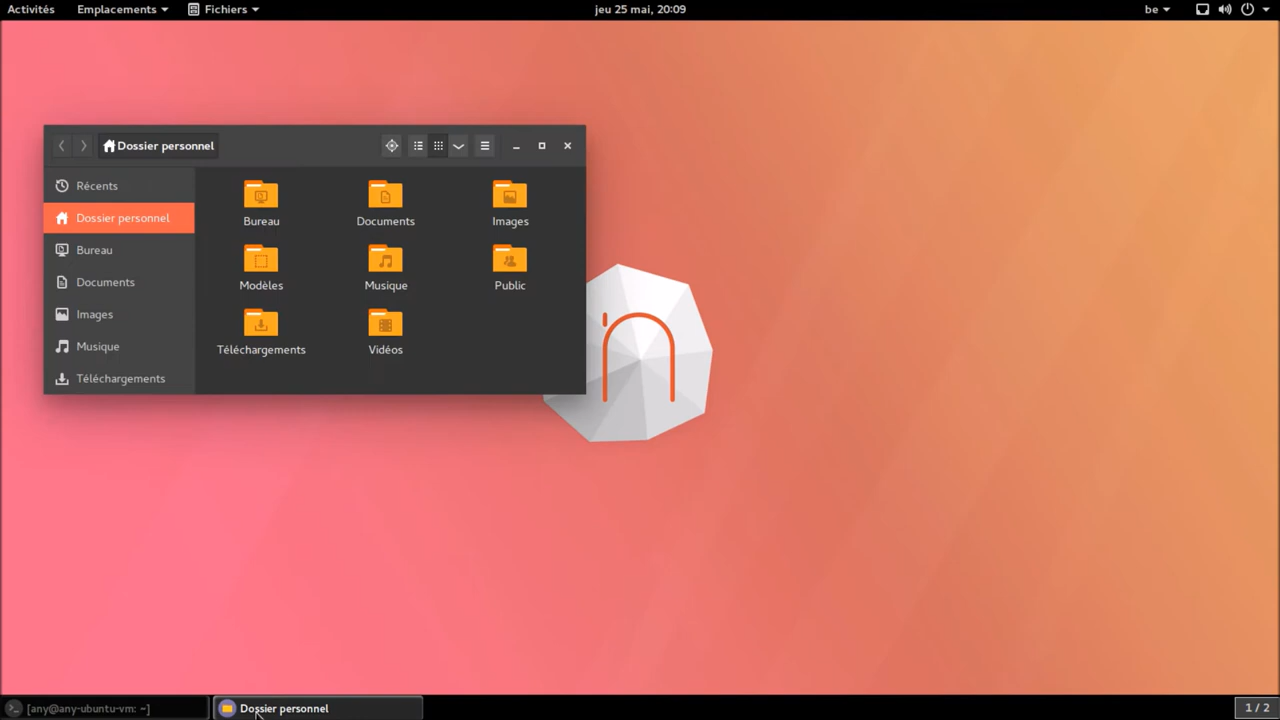 Activités Emplacements Fichiers jeu 25 mai, 20:09 be
Dossier personnel
Récents
Dossier personnel
Bureau
Documents
Images
Musique
Téléchargements
Bureau Documents Images
Modèles Musique Public
Téléchargements Vidéos
[any@any-ubuntu-vm: ~] Dossier personnel 1 / 2